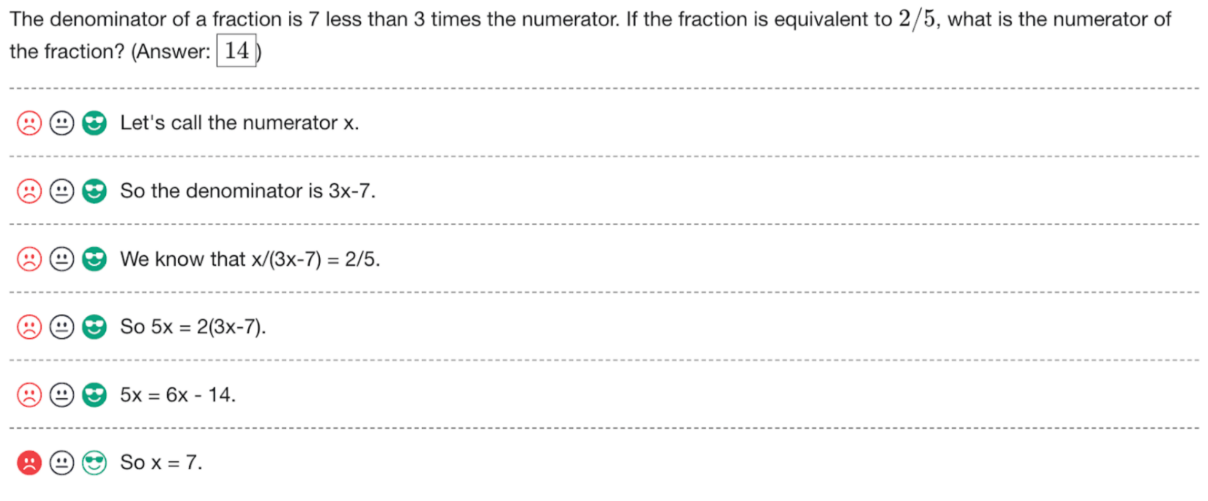 The denominator of a fraction is 7 less than 3 times the numerator. If the fraction is equivalent to 2/5, what is the numerator of
the fraction? (Answer: 14)
Let's call the numerator x.
So the denominator is 3x-7.
We know that x/(3x-7) = 2/5.
So 5x = 2(3x-7).
5x = 6x - 14.
So x = 7.